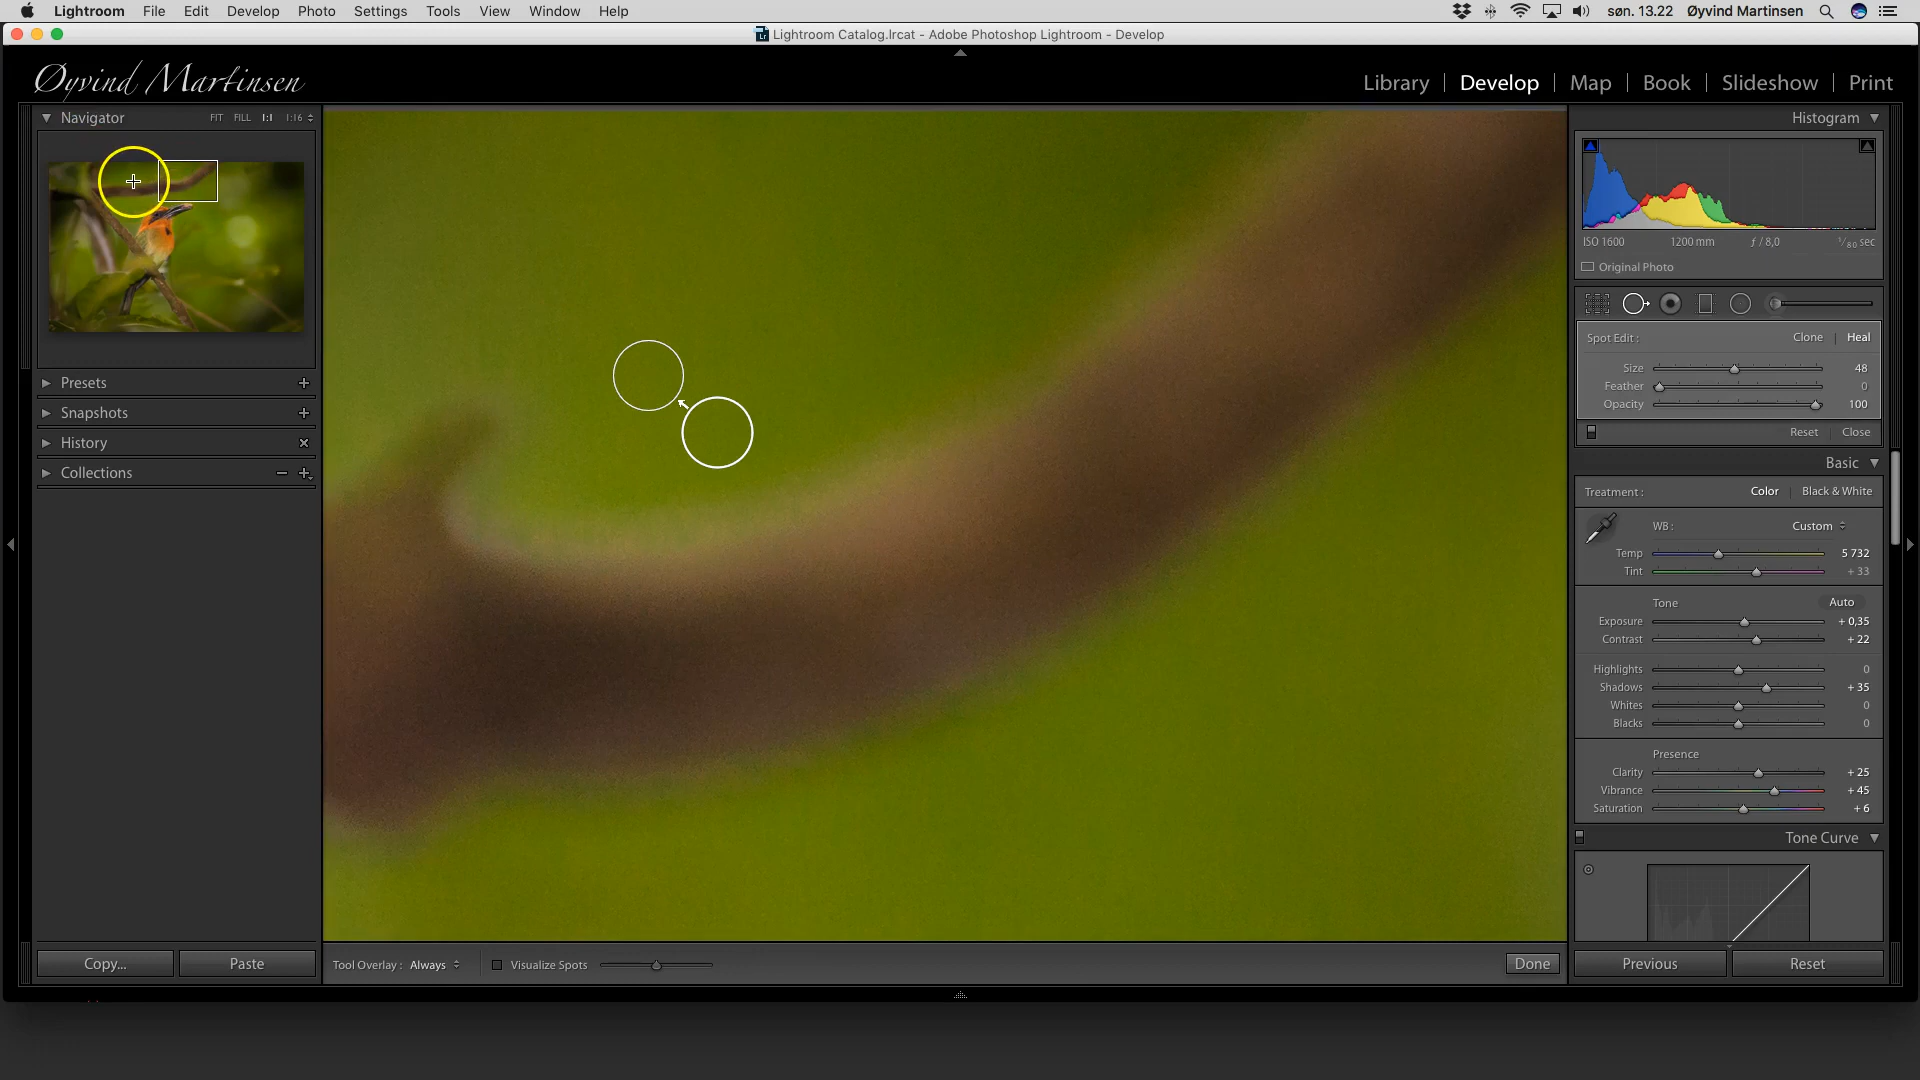 Lightroom File Edit Develop Photo Settings Tools View Window Help søn. 13.22 Øyvind Martinsen
Lightroom Catalog.lrcat - Adobe Photoshop Lightroom - Develop
Øyvind Martinsen Library Develop Map Book Slideshow Print
Navigator FIT FILL 1:1 1:16
Histogram
ISO 1600 1200 mm ƒ / 8,0 1/80 sec
Original Photo
Spot Edit : Clone Heal
Size 48
Feather 0
Opacity 100
Reset Close
Presets
Snapshots
History
Collections
Basic
Treatment : Color Black & White
WB : Custom
Temp 5 732
Tint + 33
Tone Auto
Exposure + 0,35
Contrast + 22
Highlights 0
Shadows + 35
Whites 0
Blacks 0
Presence
Clarity + 25
Vibrance + 45
Saturation + 6
Tone Curve
Copy... Paste Tool Overlay : Always Visualize Spots Done Previous Reset